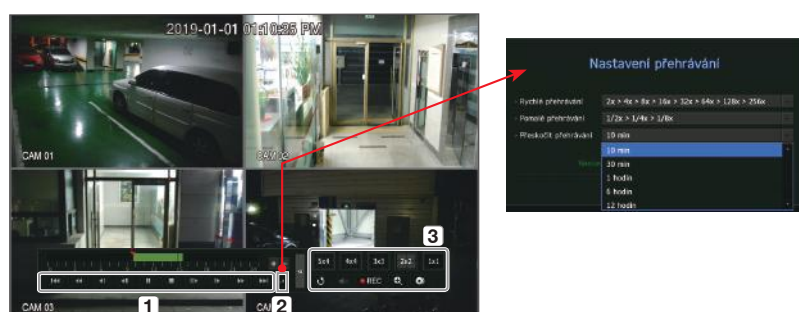 2019-01-01 01:10:25 PM
CAM 01
CAM 02
CAM 03
5x4 4x4 3x3 2x2 1x1
REC
1
2
3
Nastavení přehrávání
- Rychlé přehrávání 2x > 4x > 8x > 16x > 32x > 64x > 128x > 256x
- Pomalé přehrávání 1/2x > 1/4x > 1/8x
- Přeskočit přehrávání 10 min
10 min
30 min
1 hodin
6 hodin
12 hodin